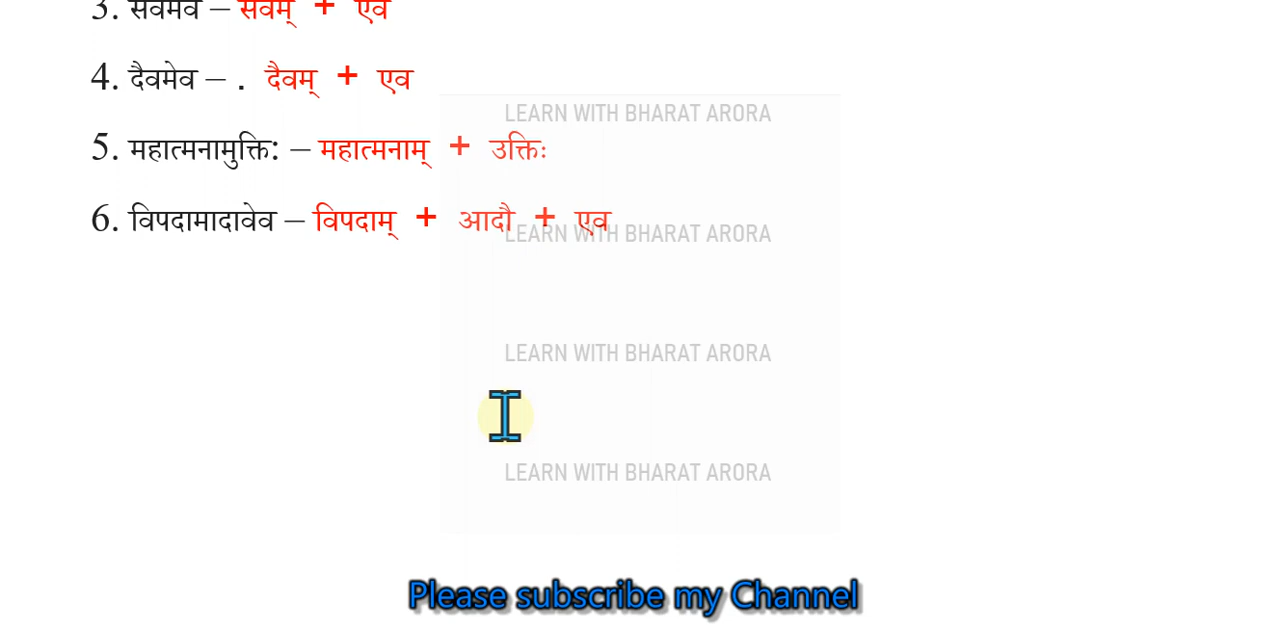 3. सर्वमेव – सर्वम् + एव
4. दैवमेव – . दैवम् + एव
LEARN WITH BHARAT ARORA
5. महात्मनामुक्ति: – महात्मनाम् + उक्तिः
6. विपदामादावेव – विपदाम् + आदौ + एव
LEARN WITH BHARAT ARORA
LEARN WITH BHARAT ARORA
LEARN WITH BHARAT ARORA
Please subscribe my Channel